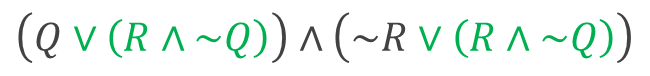 (Q ∨ (R ∧ ~Q)) ∧ (~R ∨ (R ∧ ~Q))